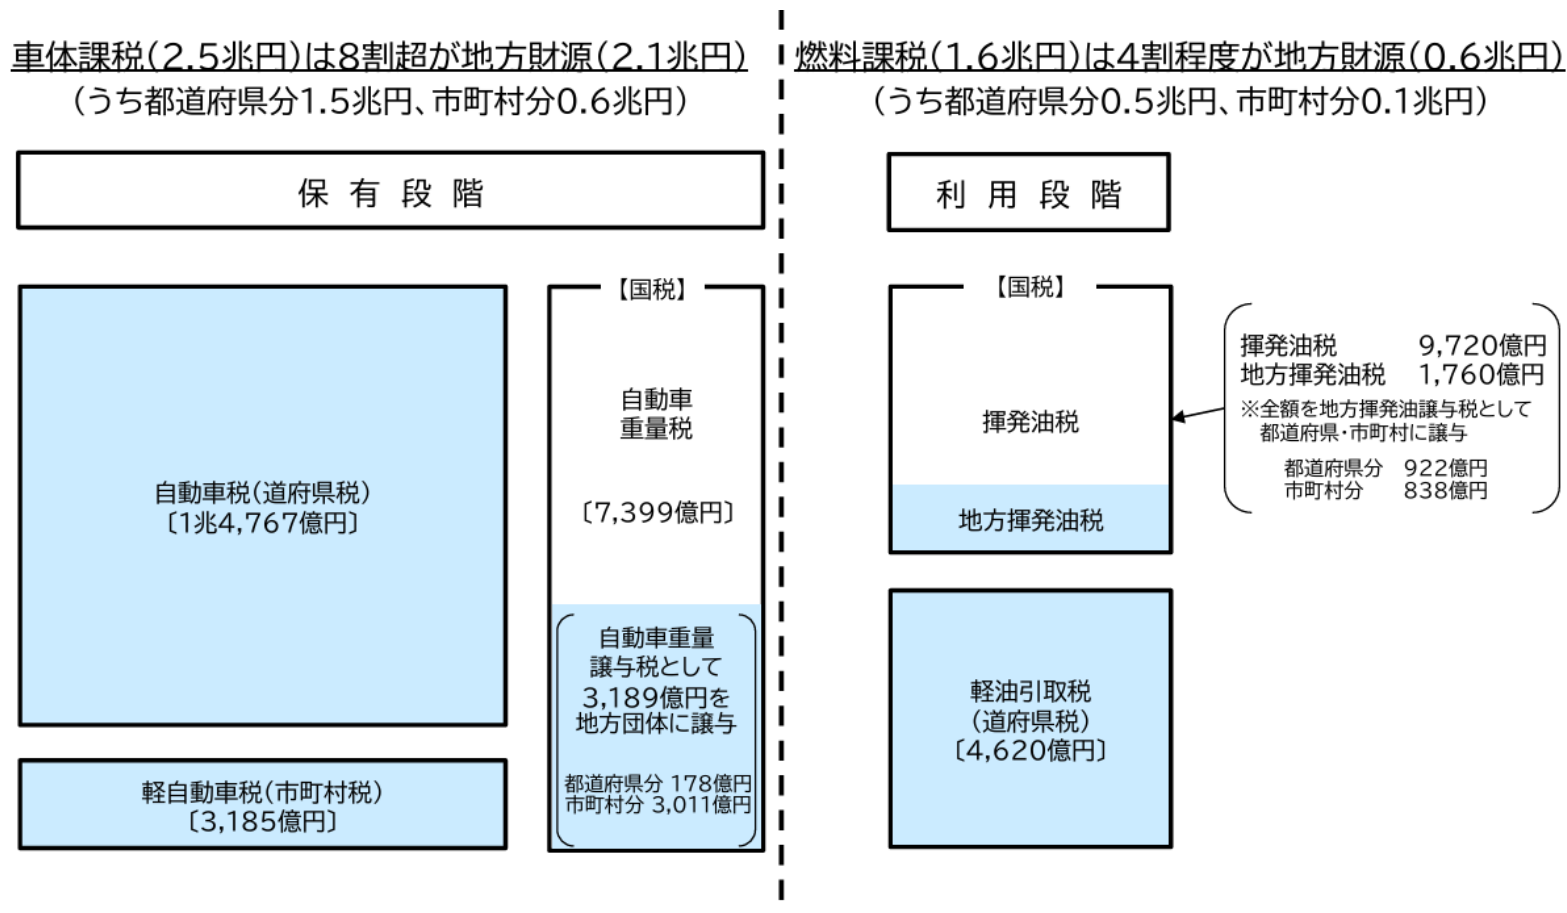 車体課税(2.5兆円)は8割超が地方財源(2.1兆円)
(うち都道府県分1.5兆円、市町村分0.6兆円)
保有段階
自動車税(道府県税)
〔1兆4,767億円〕
軽自動車税(市町村税)
〔3,185億円〕
【国税】
自動車
重量税
〔7,399億円〕
自動車重量
譲与税として
3,189億円を
地方団体に譲与
都道府県分 178億円
市町村分 3,011億円
燃料課税(1.6兆円)は4割程度が地方財源(0.6兆円)
(うち都道府県分0.5兆円、市町村分0.1兆円)
利用段階
【国税】
揮発油税
地方揮発油税
揮発油税 9,720億円
地方揮発油税 1,760億円
※全額を地方揮発油譲与税として
都道府県・市町村に譲与
都道府県分 922億円
市町村分 838億円
軽油引取税
(道府県税)
〔4,620億円〕